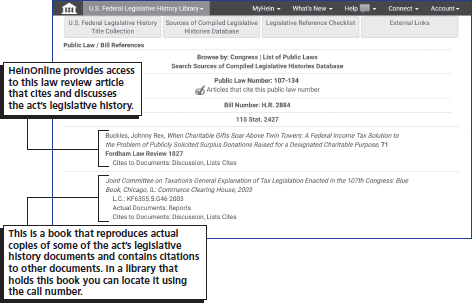 U.S. Federal Legislative History Library
MyHein
What's New
Help
Connect
Account
U.S. Federal Legislative History Title Collection
Sources of Compiled Legislative Histories Database
Legislative Reference Checklist
External Links
Public Law / Bill References
Browse by: Congress | List of Public Laws
Search Sources of Compiled Legislative Histories Database
Public Law Number: 107-134
Articles that cite this public law number
Bill Number: H.R. 2884
115 Stat. 2427
HeinOnline provides access
to this law review article
that cites and discusses
the act's legislative history.
Buckles, Johnny Rex, When Charitable Gifts Soar Above Twin Towers: A Federal Income Tax Solution to
the Problem of Publicly Solicited Surplus Donations Raised for a Designated Charitable Purpose, 71
Fordham Law Review 1827
Cites to Documents: Discussion, Lists Cites
Joint Committee on Taxation's General Explanation of Tax Legislation Enacted in the 107th Congress: Blue
Book, Chicago, IL: Commerce Clearing House, 2003
L.C.: KF6355.5.G46 2003
Actual Documents: Reports
Cites to Documents: Discussion, Lists Cites
This is a book that reproduces actual
copies of some of the act's legislative
history documents and contains citations
to other documents. In a library that
holds this book you can locate it using
the call number.